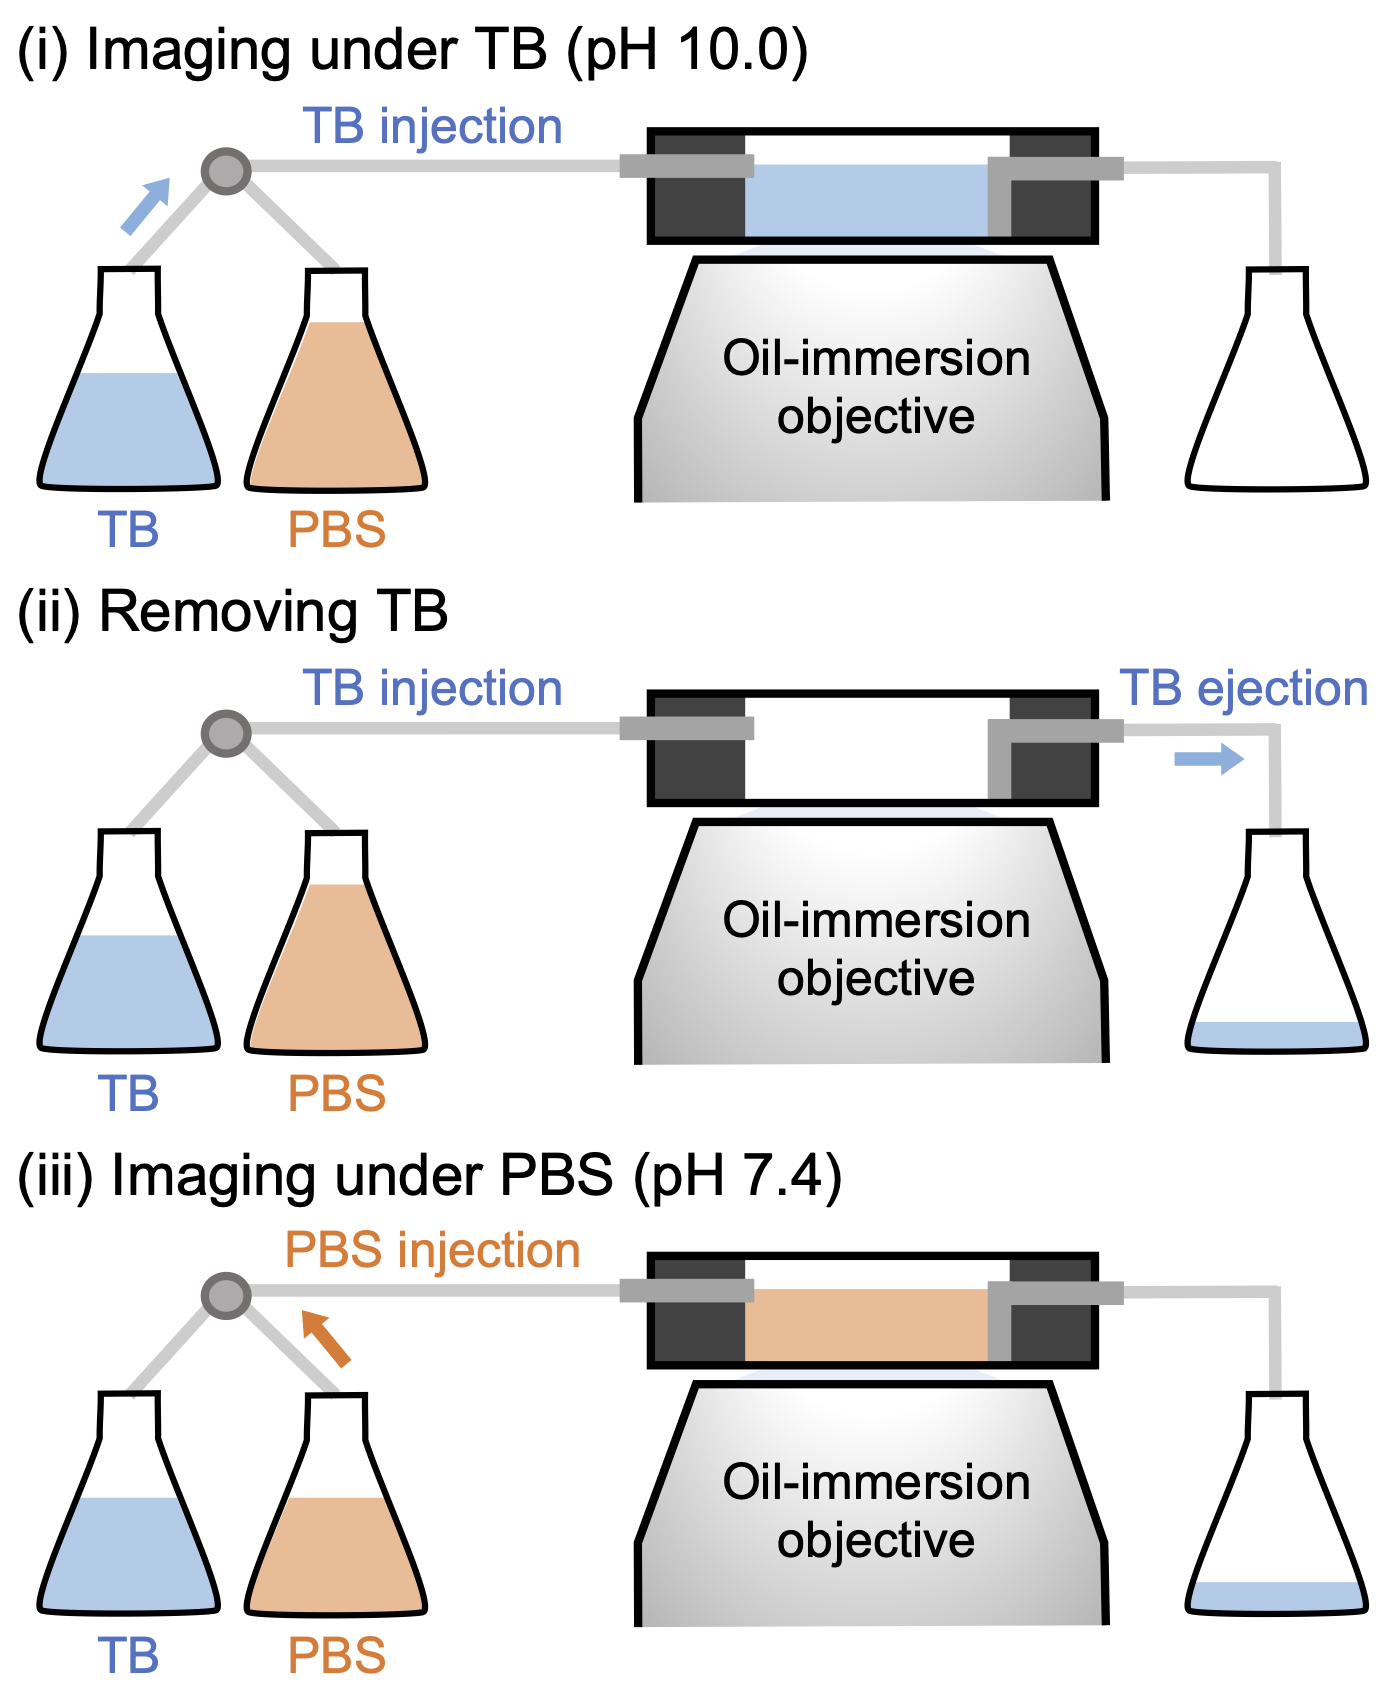 (i) Imaging under TB (pH 10.0)
TB injection
Oil-immersion
objective
TB
PBS
(ii) Removing TB
TB injection
TB ejection
Oil-immersion
objective
TB
PBS
(iii) Imaging under PBS (pH 7.4)
PBS injection
Oil-immersion
objective
TB
PBS